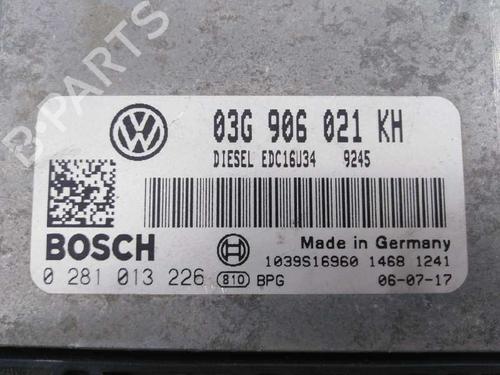 03G 906 021 KH
DIESEL EDC16U34 9245
BOSCH
Made in Germany
1039S16960 1468 1241
0 281 013 226 810 BPG 06-07-17
B-PARTS